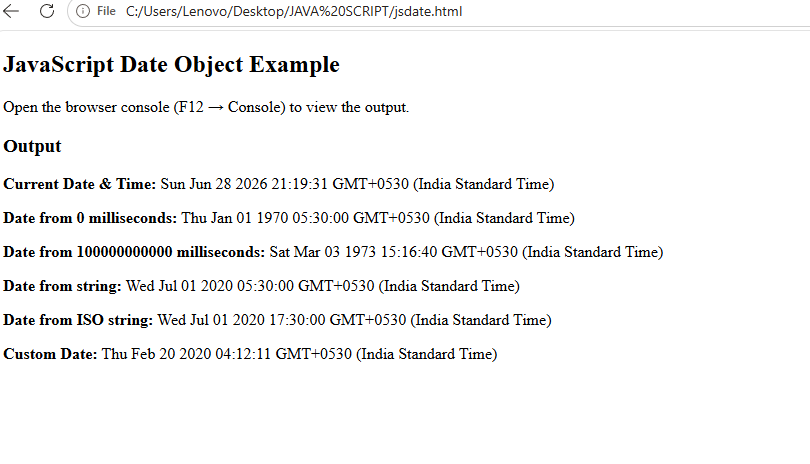 File C:/Users/Lenovo/Desktop/JAVA%20SCRIPT/jsdate.html
JavaScript Date Object Example
Open the browser console (F12 → Console) to view the output.
Output
Current Date & Time: Sun Jun 28 2026 21:19:31 GMT+0530 (India Standard Time)
Date from 0 milliseconds: Thu Jan 01 1970 05:30:00 GMT+0530 (India Standard Time)
Date from 100000000000 milliseconds: Sat Mar 03 1973 15:16:40 GMT+0530 (India Standard Time)
Date from string: Wed Jul 01 2020 05:30:00 GMT+0530 (India Standard Time)
Date from ISO string: Wed Jul 01 2020 17:30:00 GMT+0530 (India Standard Time)
Custom Date: Thu Feb 20 2020 04:12:11 GMT+0530 (India Standard Time)